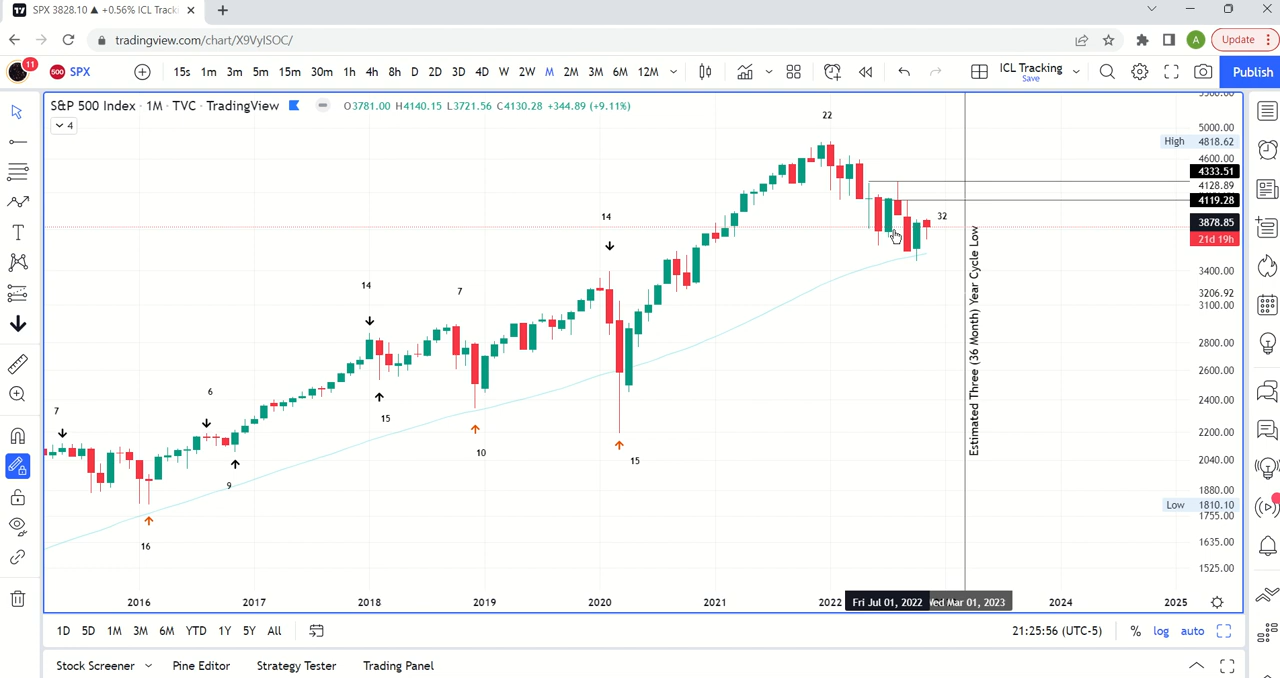 SPX 3828.10 ▲ +0.56% ICL Tracki
tradingview.com/chart/X9VyISOC/
A
Update
11
500 SPX
15s 1m 3m 5m 15m 30m 1h 4h 8h D 2D 3D 4D W 2W M 2M 3M 6M 12M
ICL Tracking
Save
Publish
S&P 500 Index · 1M · TVC · TradingView
O3781.00 H4140.15 L3721.56 C4130.28 +344.89 (+9.11%)
4
22
5000.00
High 4818.62
4600.00
4333.51
4128.89
4119.28
3878.85
21d 19h
3400.00
3206.92
3100.00
2800.00
2600.00
2400.00
2200.00
2040.00
1880.00
Low 1810.10
1755.00
1635.00
1525.00
32
14
14
7
6
7
15
10
15
9
16
Estimated Three (36 Month) Year Cycle Low
2016 2017 2018 2019 2020 2021 2022 Fri Jul 01, 2022 Wed Mar 01, 2023 2024 2025
1D 5D 1M 3M 6M YTD 1Y 5Y All
21:25:56 (UTC-5) % log auto
Stock Screener Pine Editor Strategy Tester Trading Panel